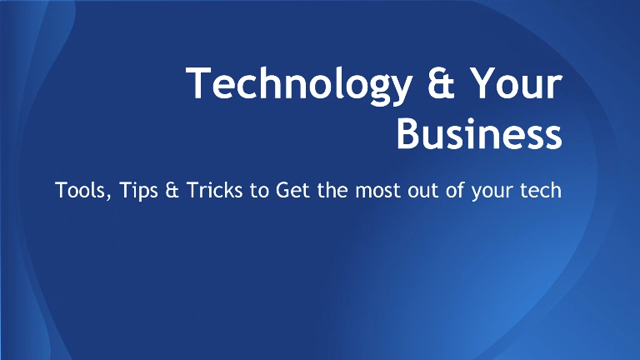 Technology & Your
Business
Tools, Tips & Tricks to Get the most out of your tech